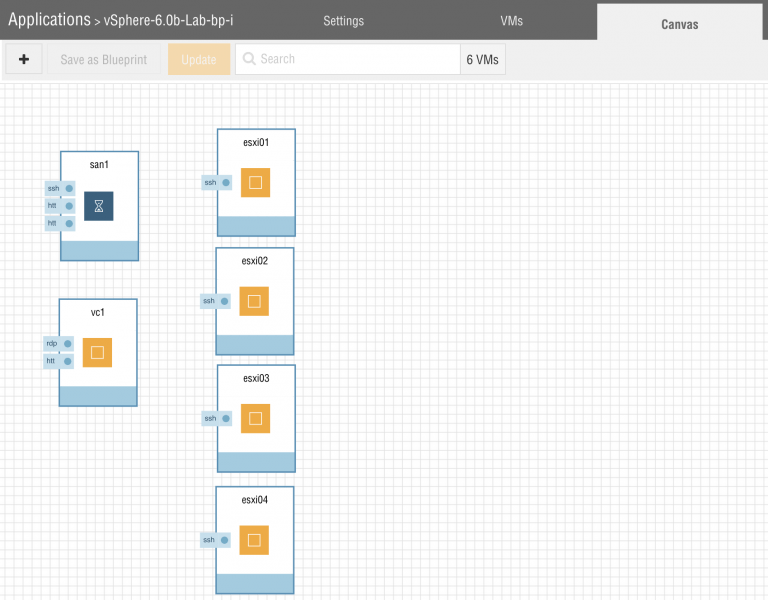 Applications > vSphere-6.0b-Lab-bp-i
Settings
VMs
Canvas
+
Save as Blueprint
Update
Search
6 VMs
san1
ssh
htt
htt
esxi01
ssh
esxi02
ssh
vc1
rdp
htt
esxi03
ssh
esxi04
ssh